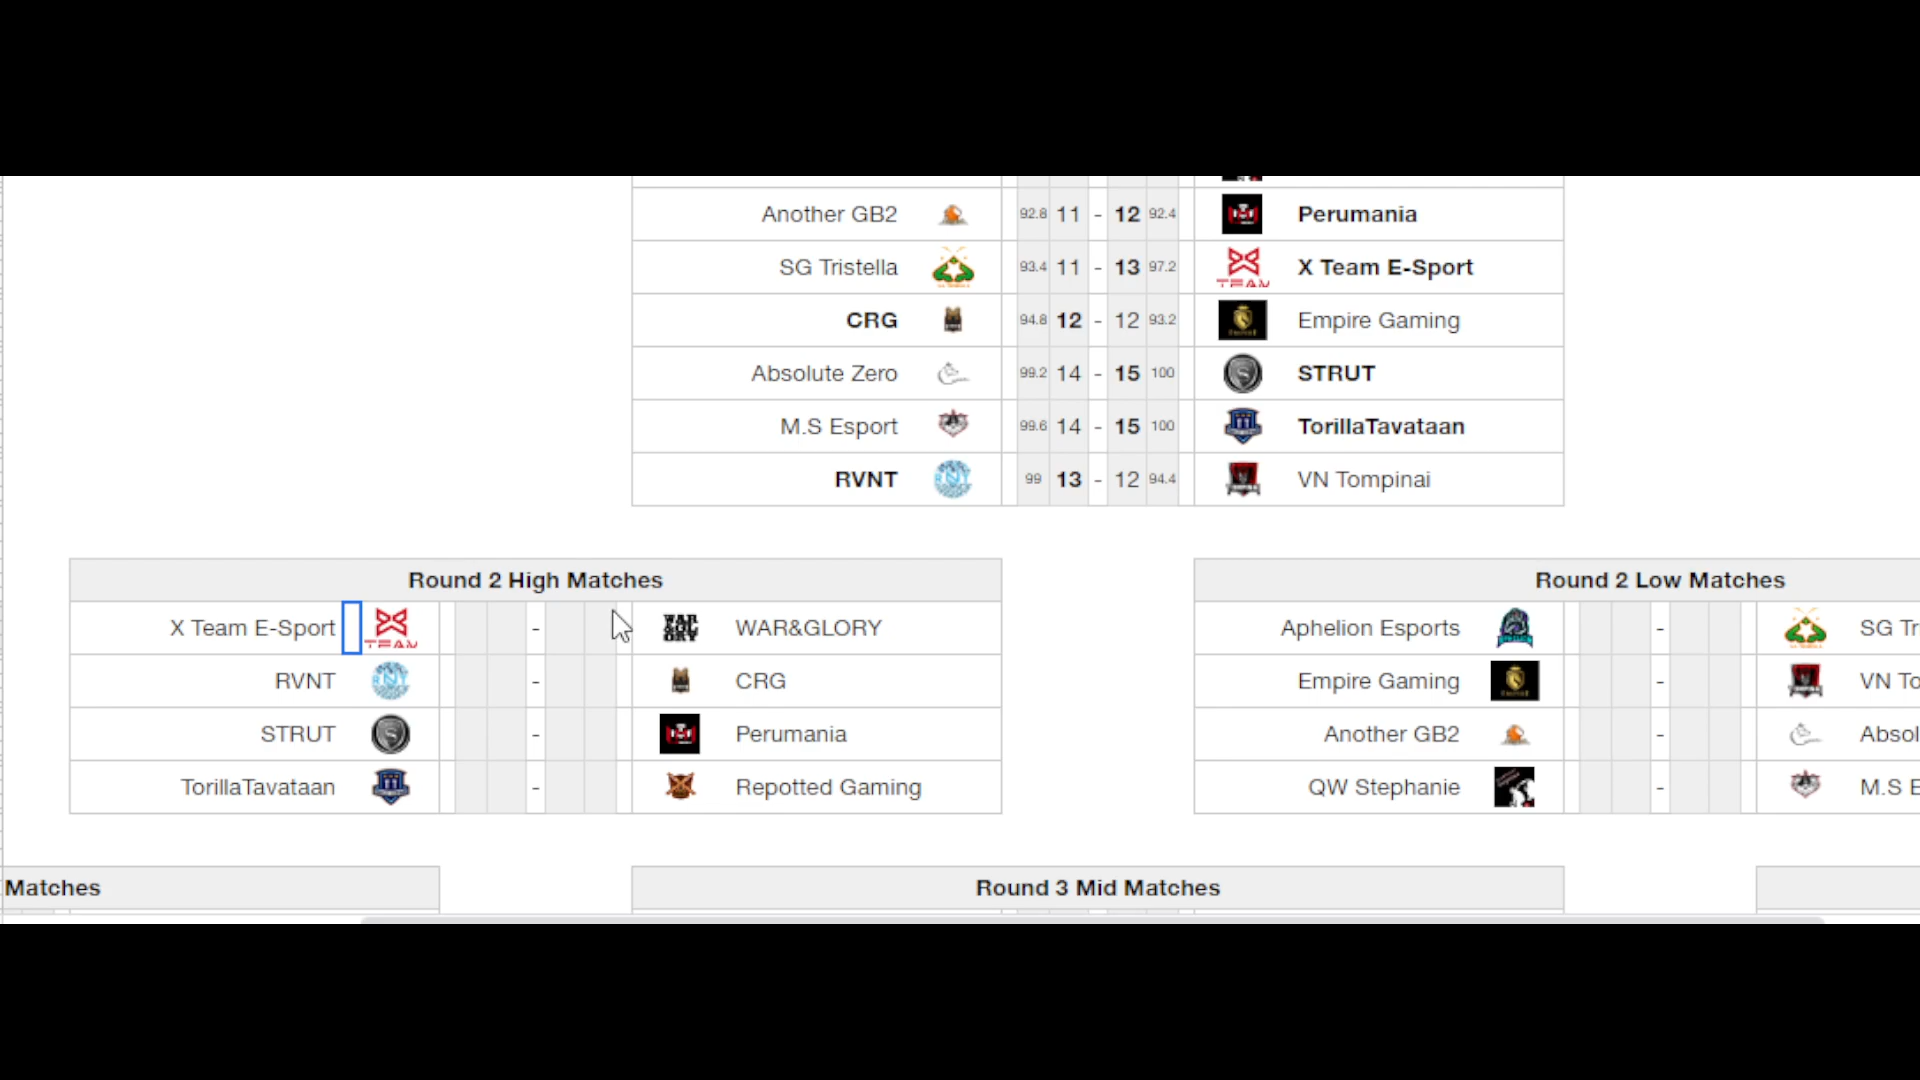 Another GB2 92.8 11 - 12 92.4 Perumania
SG Tristella 93.4 11 - 13 97.2 TEAM X Team E-Sport
CRG 94.8 12 - 12 93.2 Empire Gaming
Absolute Zero 99.2 14 - 15 100 STRUT
M.S Esport 99.6 14 - 15 100 TorillaTavataan
RVNT 99 13 - 12 94.4 VN Tompinai
Round 2 High Matches
X Team E-Sport TEAM - WAR&GLORY
RVNT - CRG
STRUT - Perumania
TorillaTavataan - Repotted Gaming
Round 2 Low Matches
Aphelion Esports - SG Tr
Empire Gaming - VN To
Another GB2 - Absol
QW Stephanie - M.S E
Matches
Round 3 Mid Matches